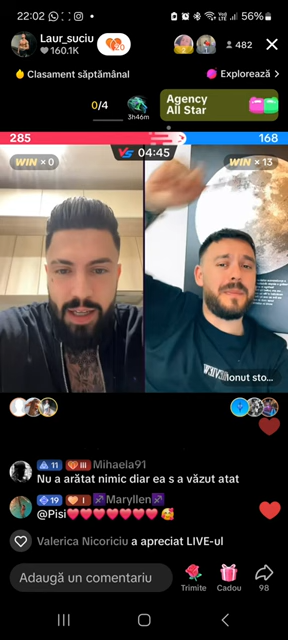 22:02
56%
Laur_suciu
160.1K
20
482
Clasament săptămânal
Explorează
0/4
3h46m
Agency
All Star
285
VS 04:45
168
WIN × 0
WIN × 13
Ionut sto...
11 III Mihaela91
Nu a arătat nimic diar ea s a văzut atat
19 I Maryllen
@Pisi❤️❤️❤️❤️❤️❤️❤️ 🥰
Valerica Nicoriciu a apreciat LIVE-ul
Adaugă un comentariu
Trimite
Cadou
98